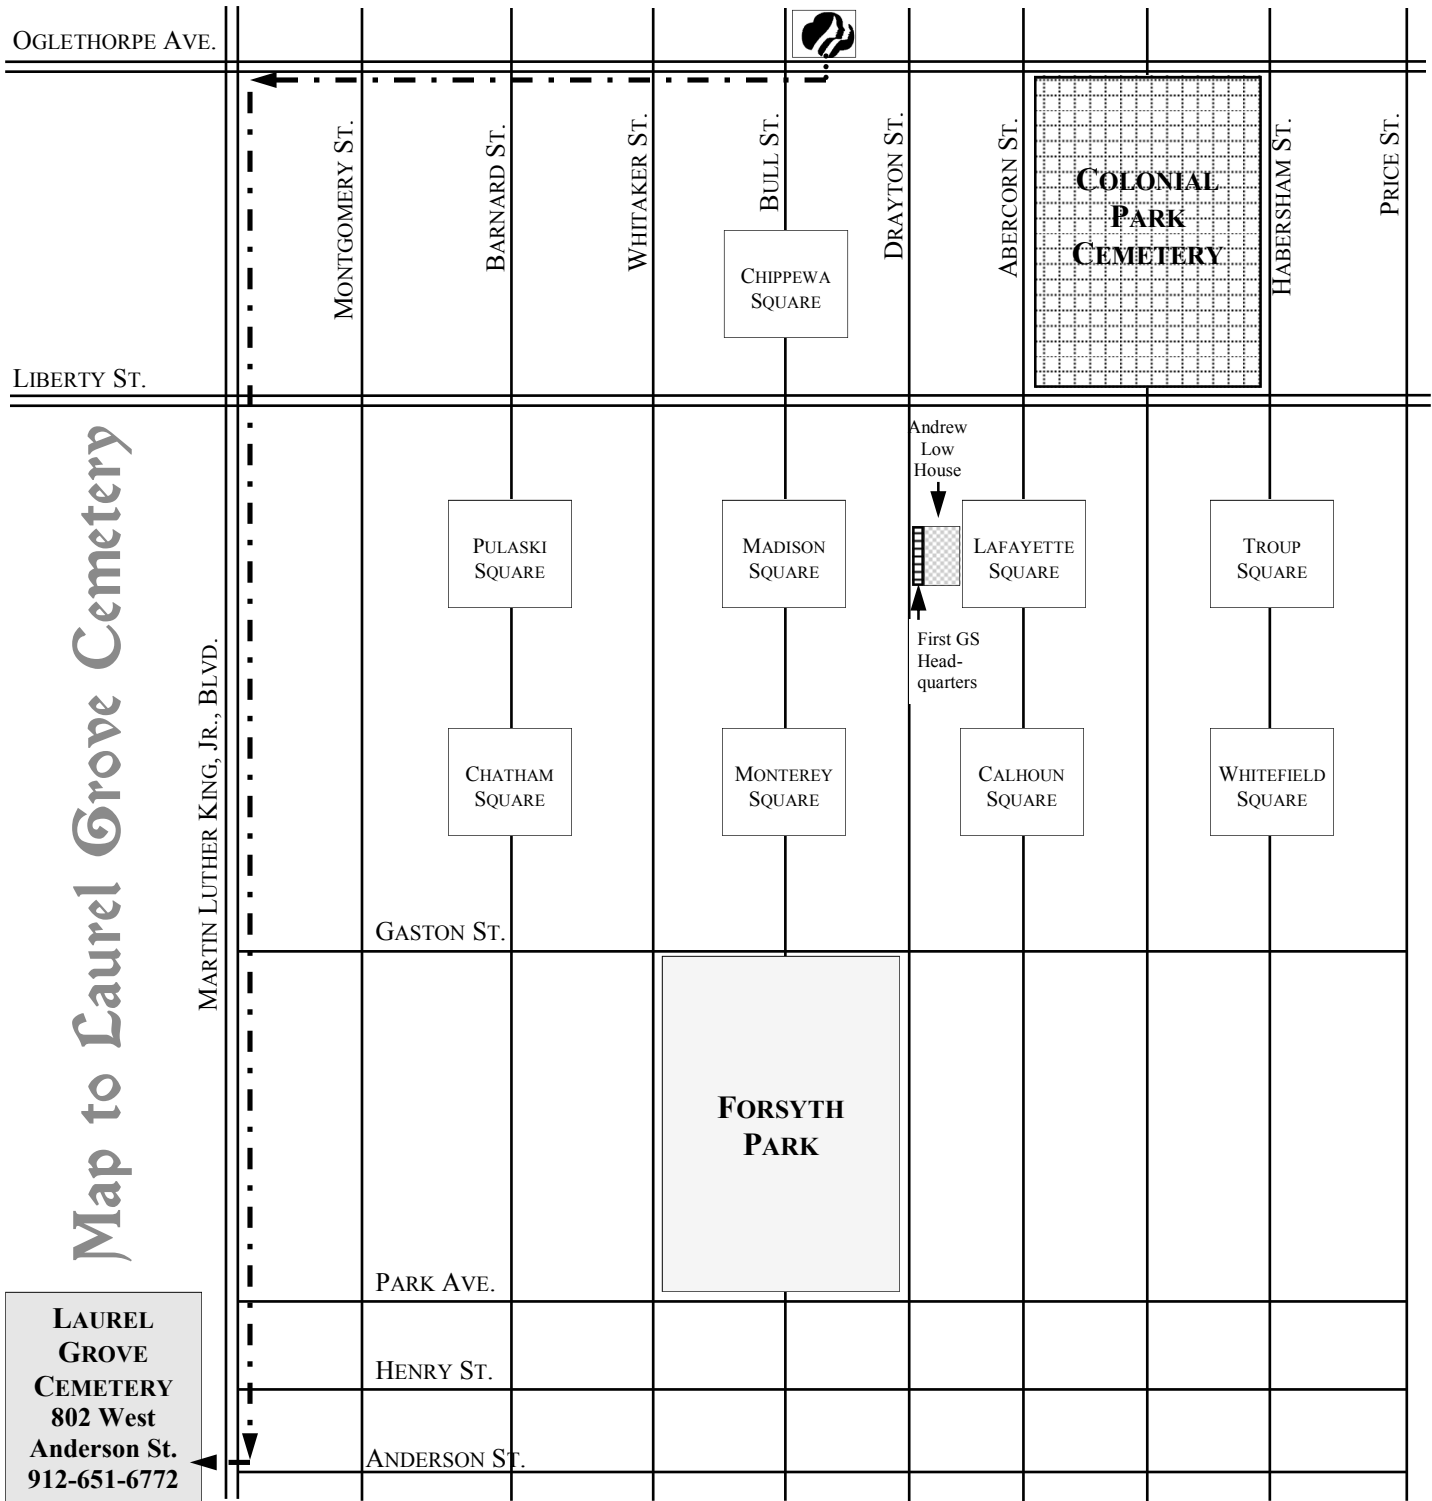 OGLETHORPE AVE.
MONTGOMERY ST.
BARNARD ST.
WHITAKER ST.
BULL ST.
DRAYTON ST.
ABERCORN ST.
COLONIAL
PARK
CEMETERY
HABERSHAM ST.
PRICE ST.
CHIPPEWA
SQUARE
LIBERTY ST.
Map to Laurel Grove Cemetery
MARTIN LUTHER KING, JR., BLVD.
Andrew
Low
House
PULASKI
SQUARE
MADISON
SQUARE
LAFAYETTE
SQUARE
TROUP
SQUARE
First GS
Head-
quarters
CHATHAM
SQUARE
MONTEREY
SQUARE
CALHOUN
SQUARE
WHITEFIELD
SQUARE
GASTON ST.
FORSYTH
PARK
PARK AVE.
HENRY ST.
ANDERSON ST.
LAUREL
GROVE
CEMETERY
802 West
Anderson St.
912-651-6772